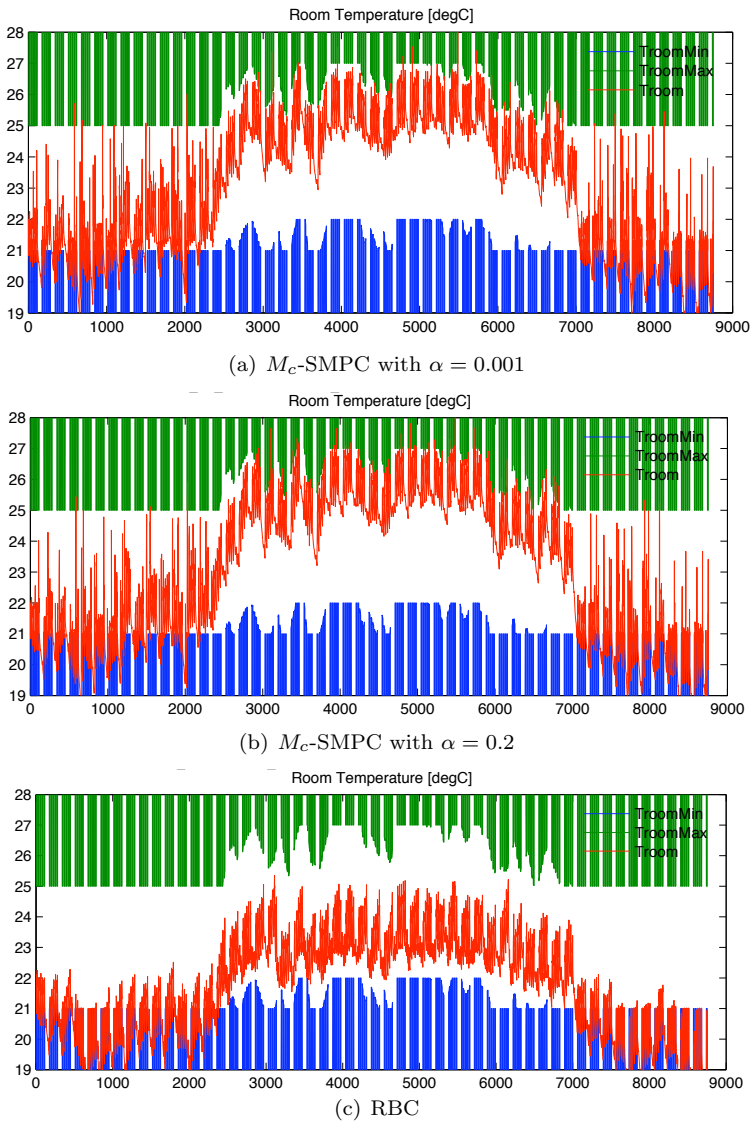 Room Temperature [degC]
28
27
26
25
24
23
22
21
20
19
TroomMin
TroomMax
Troom
0 1000 2000 3000 4000 5000 6000 7000 8000 9000
(a) Mc-SMPC with α = 0.001
Room Temperature [degC]
28
27
26
25
24
23
22
21
20
19
TroomMin
TroomMax
Troom
0 1000 2000 3000 4000 5000 6000 7000 8000 9000
(b) Mc-SMPC with α = 0.2
Room Temperature [degC]
28
27
26
25
24
23
22
21
20
19
TroomMin
TroomMax
Troom
0 1000 2000 3000 4000 5000 6000 7000 8000 9000
(c) RBC